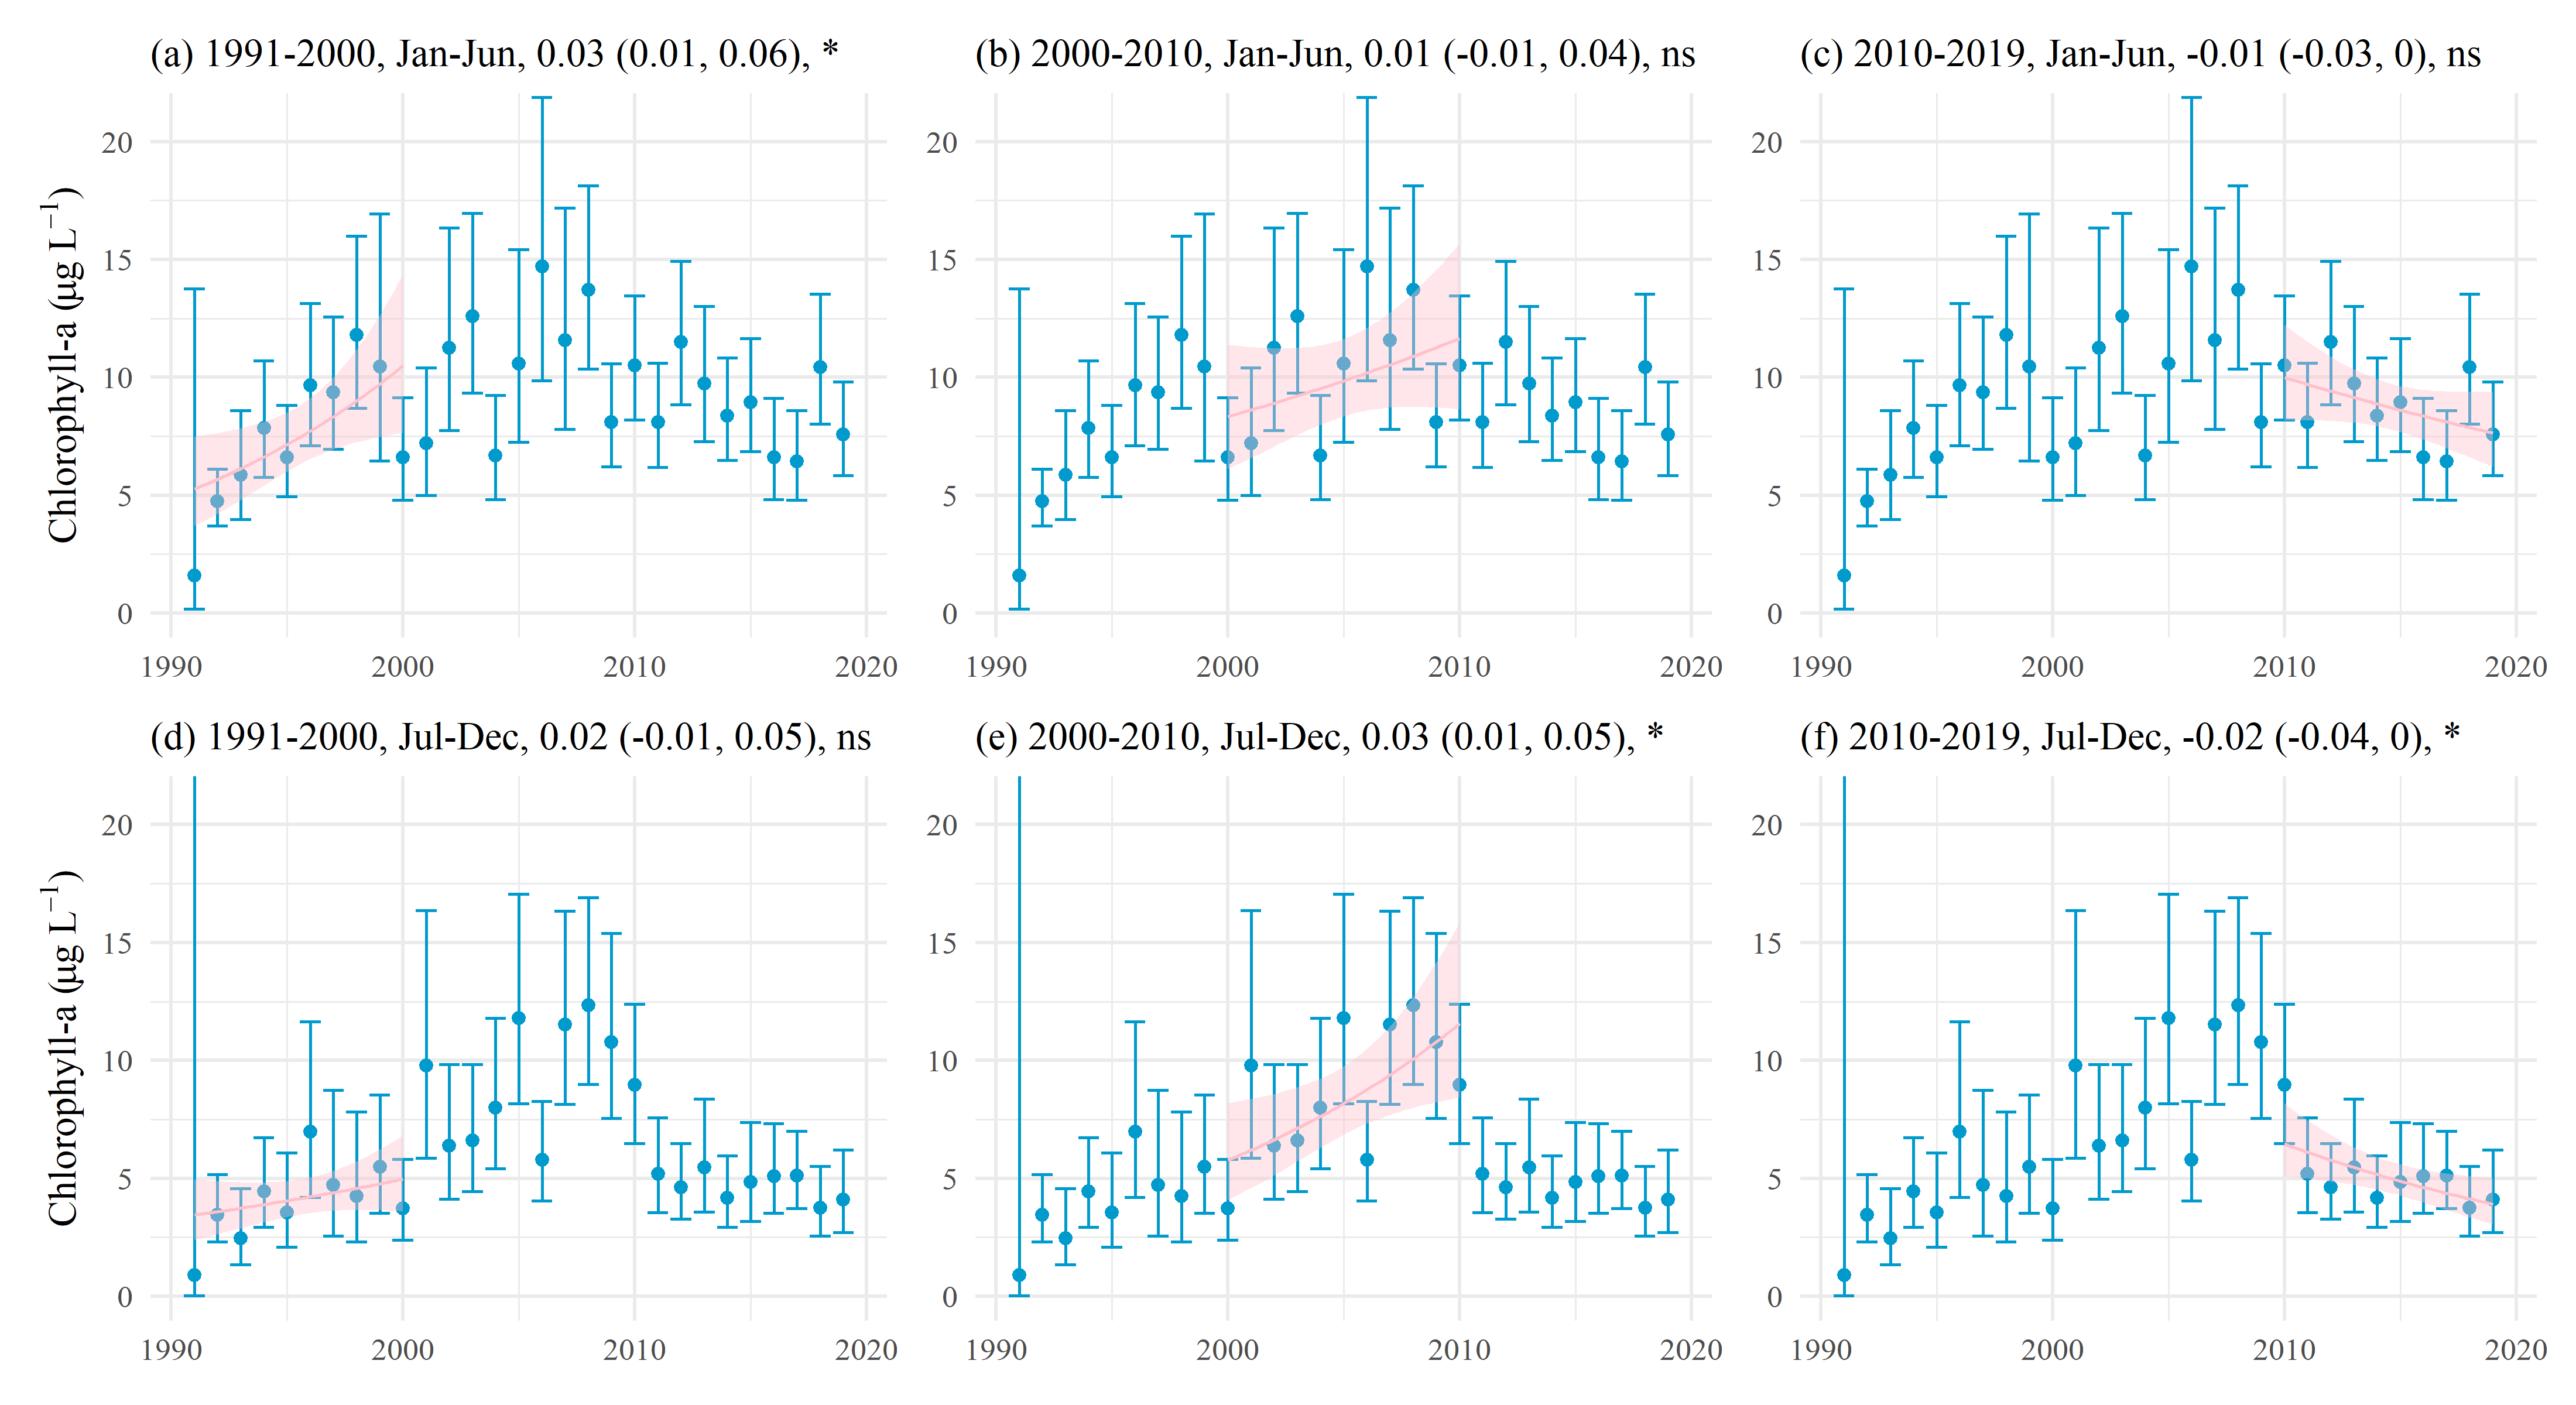 (a) 1991-2000, Jan-Jun, 0.03 (0.01, 0.06), *
(b) 2000-2010, Jan-Jun, 0.01 (-0.01, 0.04), ns
(c) 2010-2019, Jan-Jun, -0.01 (-0.03, 0), ns
Chlorophyll-a (µg L⁻¹)
20
15
10
5
0
1990 2000 2010 2020
20
15
10
5
0
1990 2000 2010 2020
20
15
10
5
0
1990 2000 2010 2020
(d) 1991-2000, Jul-Dec, 0.02 (-0.01, 0.05), ns
(e) 2000-2010, Jul-Dec, 0.03 (0.01, 0.05), *
(f) 2010-2019, Jul-Dec, -0.02 (-0.04, 0), *
Chlorophyll-a (µg L⁻¹)
20
15
10
5
0
1990 2000 2010 2020
20
15
10
5
0
1990 2000 2010 2020
20
15
10
5
0
1990 2000 2010 2020